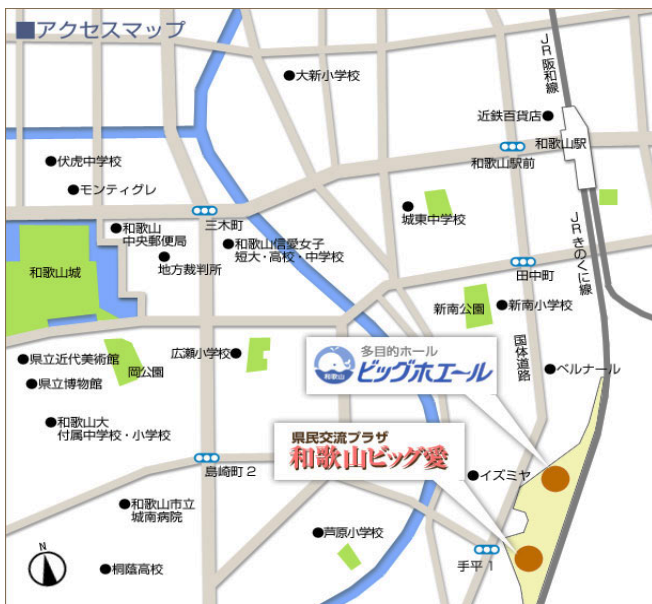 ■アクセスマップ
JR阪和線
大新小学校
近鉄百貨店
和歌山駅
和歌山駅前
伏虎中学校
モンティグレ
三木町
城東中学校
和歌山
中央郵便局
和歌山信愛女子
短大・高校・中学校
地方裁判所
和歌山城
田中町
JRきのくに線
新南公園
新南小学校
国体道路
多目的ホール
和歌山
ビッグホエール
広瀬小学校
県立近代美術館
岡公園
県立博物館
ベルナール
和歌山大
付属中学校・小学校
県民交流プラザ
和歌山ビッグ愛
島崎町2
イズミヤ
和歌山市立
城南病院
芦原小学校
手平1
N
桐蔭高校